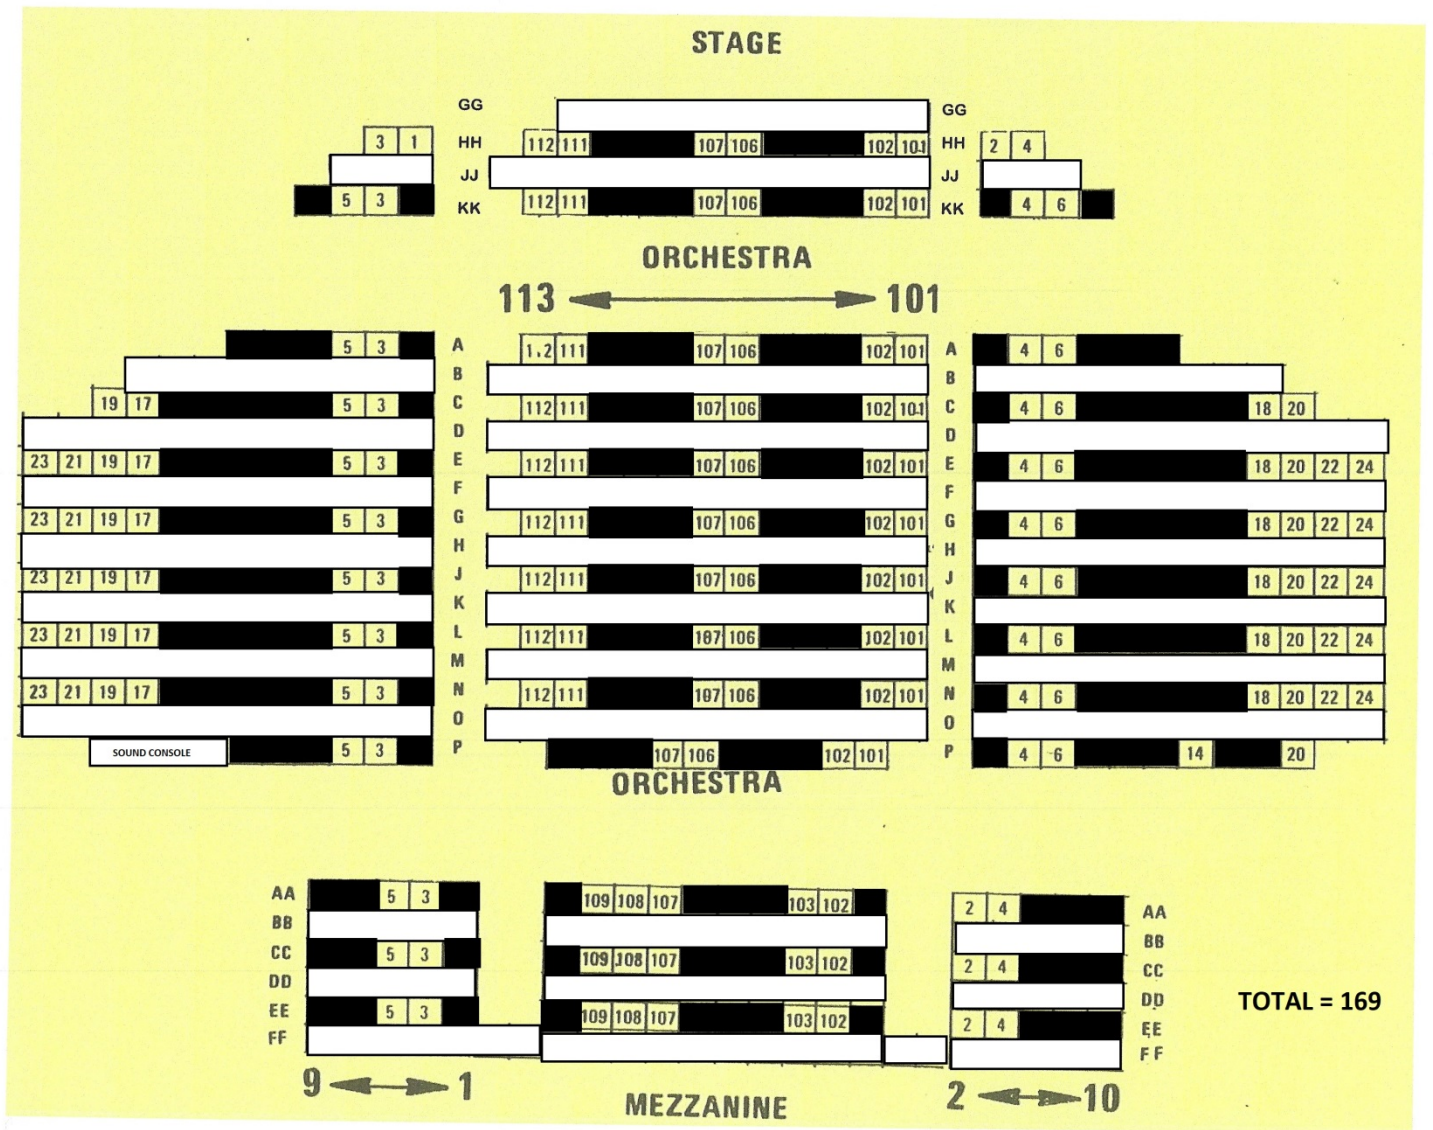 STAGE
GG GG
3 1 HH 112 111 107 106 102 101 HH 2 4
JJ JJ
5 3 KK 112 111 107 106 102 101 KK 4 6
ORCHESTRA
113 101
5 3 A 111 107 106 102 101 A 4 6
B B
19 17 5 3 C 112 111 107 106 102 101 C 4 6 18 20
D D
23 21 19 17 5 3 E 112 111 107 106 102 101 E 4 6 18 20 22 24
F F
23 21 19 17 5 3 G 112 111 107 106 102 101 G 4 6 18 20 22 24
H H
23 21 19 17 5 3 J 112 111 107 106 102 101 J 4 6 18 20 22 24
K K
23 21 19 17 5 3 L 112 111 107 106 102 101 L 4 6 18 20 22 24
M M
23 21 19 17 5 3 N 112 111 107 106 102 101 N 4 6 18 20 22 24
O O
SOUND CONSOLE 5 3 P 107 106 102 101 P 4 6 14 20
ORCHESTRA
AA 5 3 109 108 107 103 102 2 4 AA
BB BB
CC 5 3 109 108 107 103 102 2 4 CC
DD DD
TOTAL = 169
EE 5 3 109 108 107 103 102 2 4 EE
FF FF
9 1 2 10
MEZZANINE